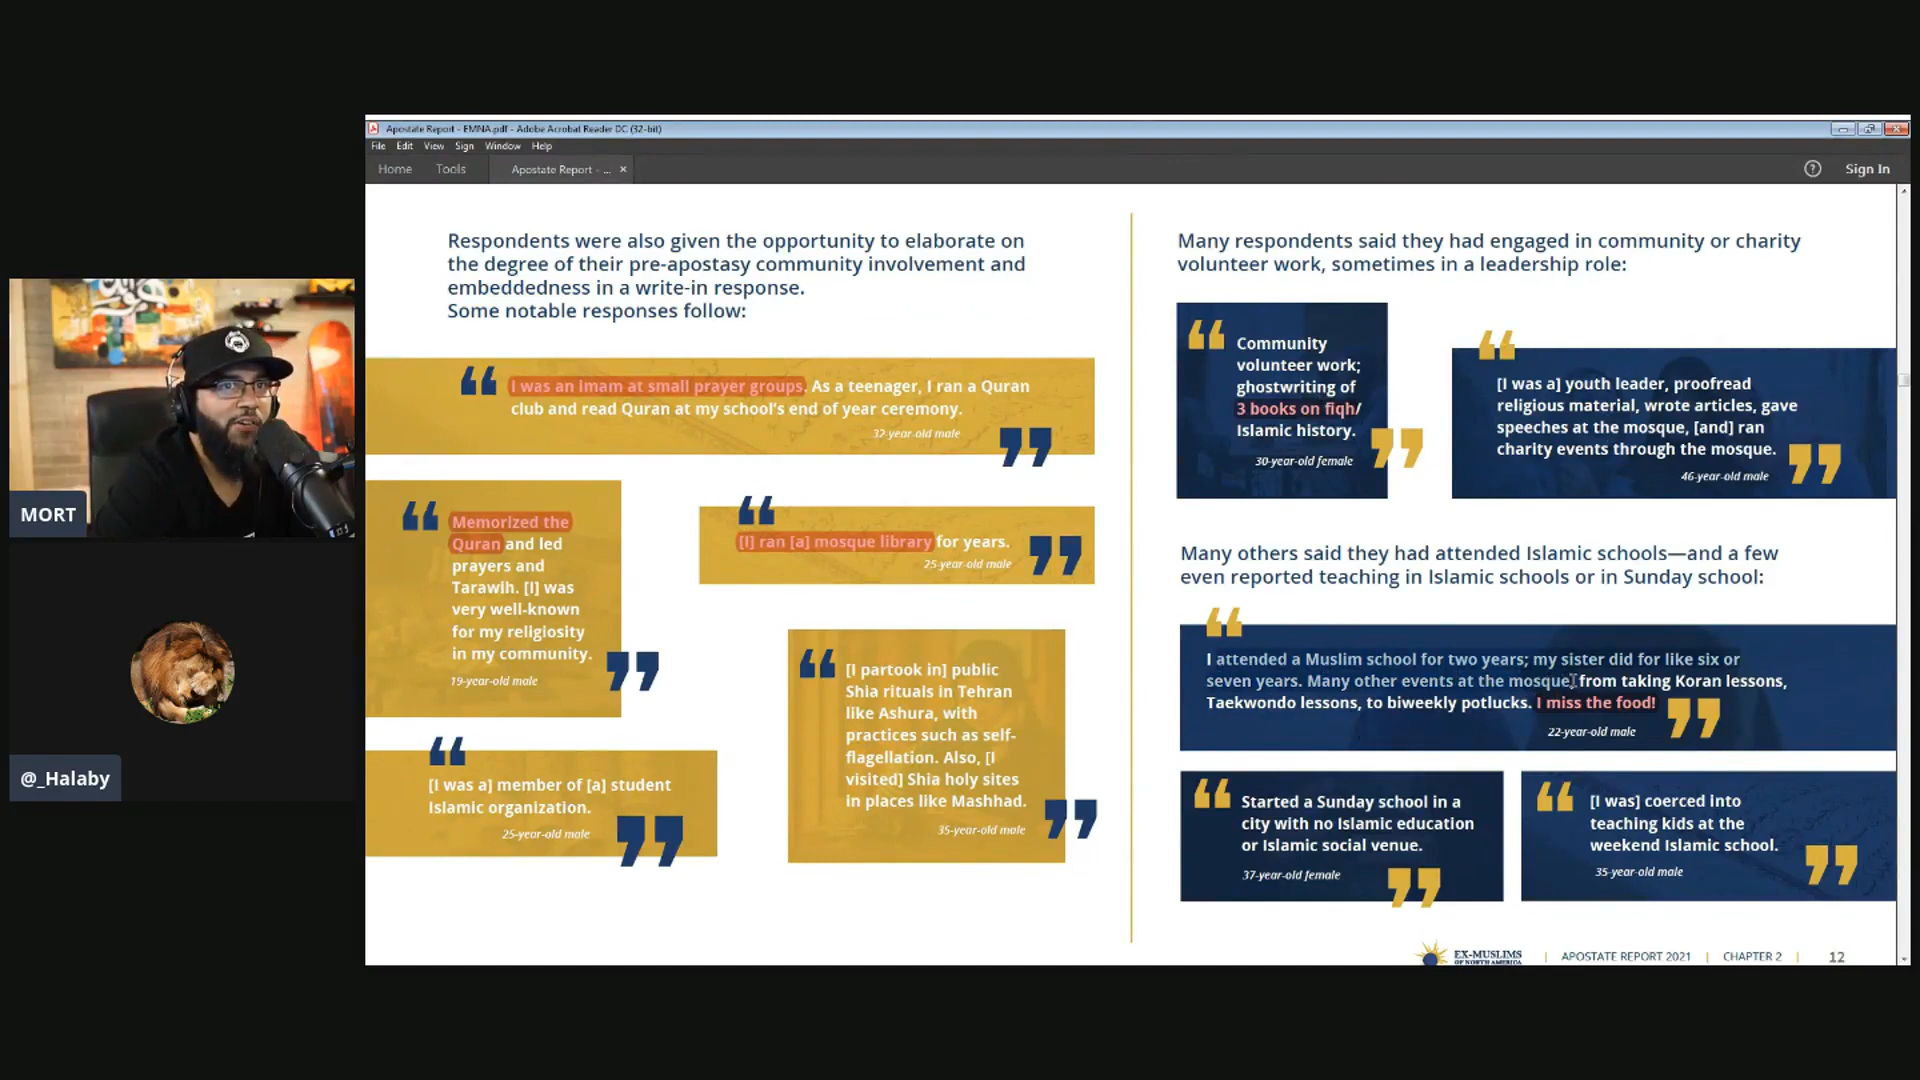 Apostate Report - EMNA.pdf - Adobe Acrobat Reader DC (32-bit)
File Edit View Sign Window Help
Home Tools Apostate Report - ... × ? Sign In
Respondents were also given the opportunity to elaborate on
the degree of their pre-apostasy community involvement and
embeddedness in a write-in response.
Some notable responses follow:
“ I was an Imam at small prayer groups. As a teenager, I ran a Quran
club and read Quran at my school's end of year ceremony.
32-year-old male ”
“ Memorized the
Quran and led
prayers and
Tarawih. [I] was
very well-known
for my religiosity
in my community.
19-year-old male ”
“ [I] ran [a] mosque library for years.
25-year-old male ”
“ [I was a] member of [a] student
Islamic organization.
25-year-old male ”
“ [I partook in] public
Shia rituals in Tehran
like Ashura, with
practices such as self-
flagellation. Also, [I
visited] Shia holy sites
in places like Mashhad.
35-year-old male ”
Many respondents said they had engaged in community or charity
volunteer work, sometimes in a leadership role:
“ Community
volunteer work;
ghostwriting of
3 books on fiqh/
Islamic history.
30-year-old female ”
“ [I was a] youth leader, proofread
religious material, wrote articles, gave
speeches at the mosque, [and] ran
charity events through the mosque.
46-year-old male ”
Many others said they had attended Islamic schools—and a few
even reported teaching in Islamic schools or in Sunday school:
“ I attended a Muslim school for two years; my sister did for like six or
seven years. Many other events at the mosque, from taking Koran lessons,
Taekwondo lessons, to biweekly potlucks. I miss the food!
22-year-old male ”
“ Started a Sunday school in a
city with no Islamic education
or Islamic social venue.
37-year-old female ”
“ [I was] coerced into
teaching kids at the
weekend Islamic school.
35-year-old male ”
EX-MUSLIMS
OF NORTH AMERICA | APOSTATE REPORT 2021 | CHAPTER 2 | 12
MORT
@_Halaby